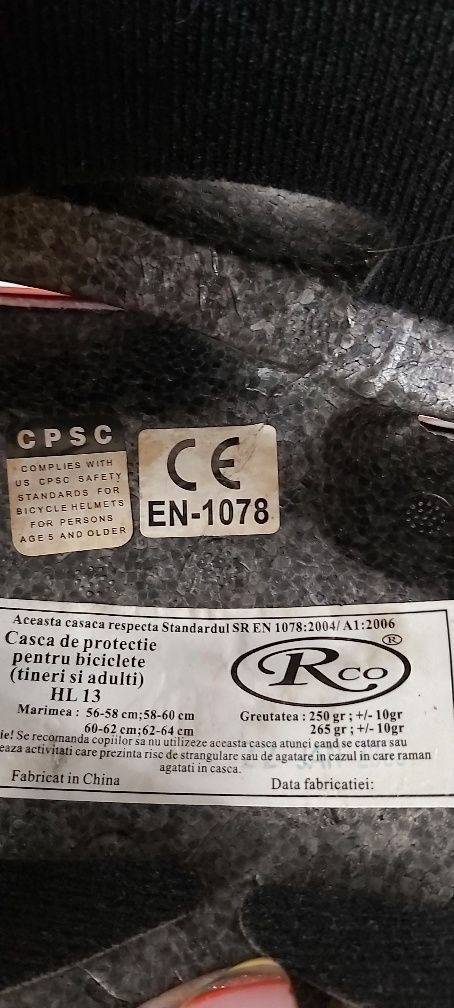 CPSC
COMPLIES WITH
US CPSC SAFETY
STANDARDS FOR
BICYCLE HELMETS
FOR PERSONS
AGE 5 AND OLDER
CE
EN-1078
Aceasta casaca respecta Standardul SR EN 1078:2004/ A1:2006
Casca de protectie
pentru biciclete
(tineri si adulti)
HL 13
Rco ®
Marimea : 56-58 cm;58-60 cm
60-62 cm;62-64 cm
Greutatea : 250 gr ; +/- 10gr
265 gr ; +/- 10gr
Se recomanda copiilor sa nu utilizeze aceasta casca atunci cand se catara sau
activitati care prezinta risc de strangulare sau de agatare in cazul in care raman
agatati in casca.
Fabricat in China
Data fabricatiei: